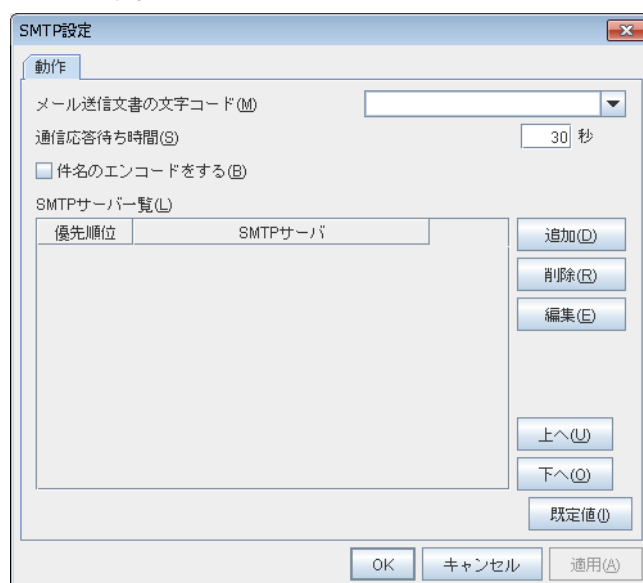 SMTP設定
動作
メール送信文書の文字コード(M)
通信応答待ち時間(S) 30 秒
件名のエンコードをする(B)
SMTPサーバ一覧(L)
優先順位 SMTPサーバ
追加(D)
削除(R)
編集(E)
上へ(U)
下へ(O)
既定値(I)
OK キャンセル 適用(A)